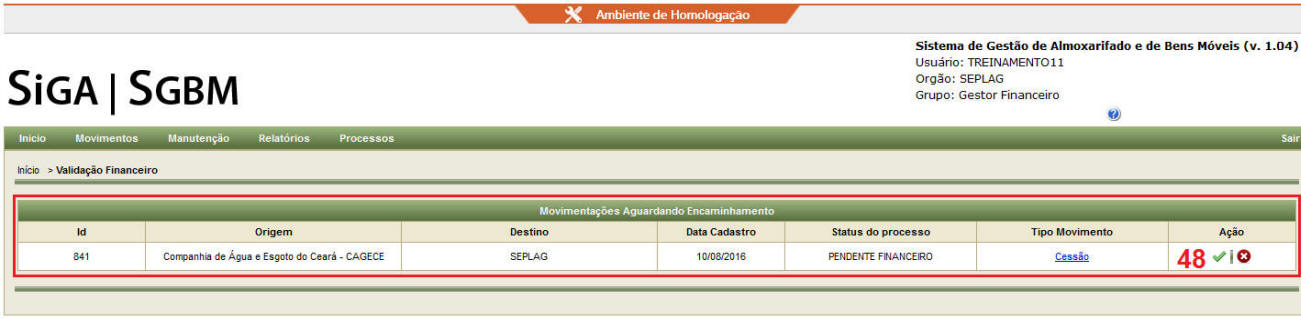 Ambiente de Homologação
Sistema de Gestão de Almoxarifado e de Bens Móveis (v. 1.04)
Usuário: TREINAMENTO11
Orgão: SEPLAG
Grupo: Gestor Financeiro
SiGA | SGBM
?
Inicio Movimentos Manutenção Relatórios Processos Sair
Início > Validação Financeiro
Movimentações Aguardando Encaminhamento
Id Origem Destino Data Cadastro Status do processo Tipo Movimento Ação
841 Companhia de Água e Esgoto do Ceará - CAGECE SEPLAG 10/08/2016 PENDENTE FINANCEIRO Cessão 48